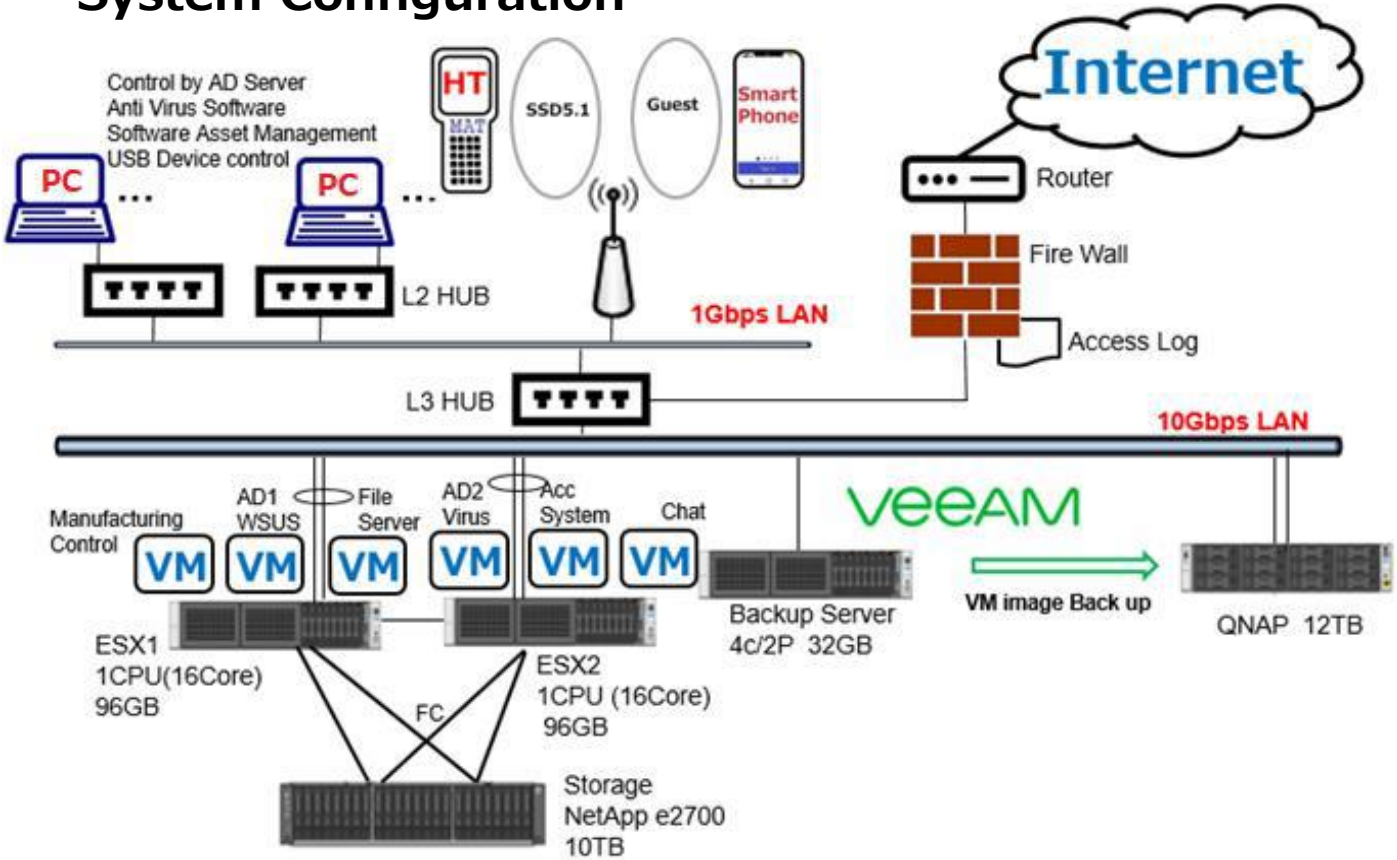 System Configuration
Control by AD Server
Anti Virus Software
Software Asset Management
USB Device control
PC
...
PC
...
HT
MAT
SSD5.1
Guest
Smart
Phone
Internet
Router
Fire Wall
Access Log
L2 HUB
1Gbps LAN
L3 HUB
10Gbps LAN
Manufacturing
Control
AD1
WSUS
File
Server
AD2
Virus
Acc
System
Chat
VM
VM
VM
VM
VM
VM
veeAM
VM image Back up
Backup Server
4c/2P 32GB
QNAP 12TB
ESX1
1CPU(16Core)
96GB
ESX2
1CPU (16Core)
96GB
FC
Storage
NetApp e2700
10TB